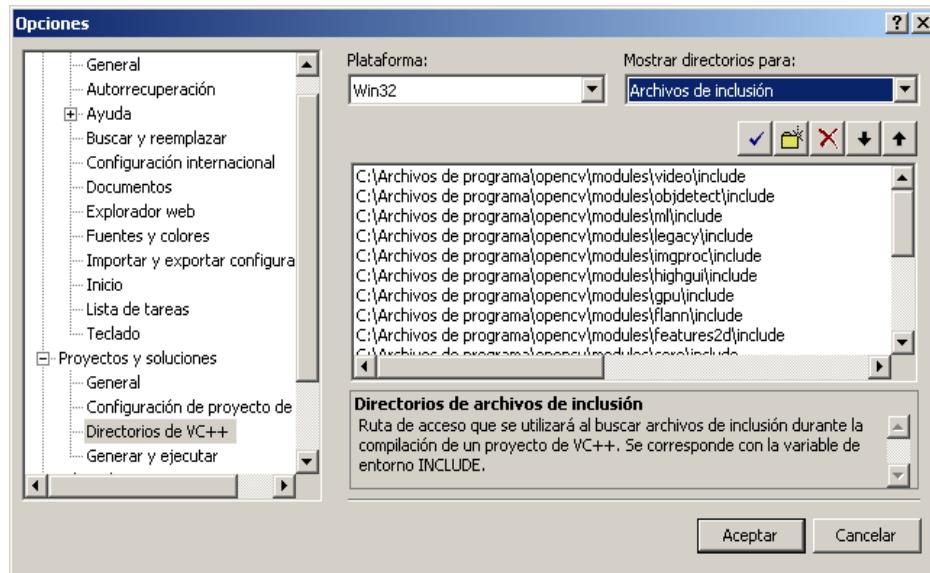 Opciones
General
Autorrecuperación
Ayuda
Buscar y reemplazar
Configuración internacional
Documentos
Explorador web
Fuentes y colores
Importar y exportar configura
Inicio
Lista de tareas
Teclado
Proyectos y soluciones
General
Configuración de proyecto de
Directorios de VC++
Generar y ejecutar
Plataforma:
Win32
Mostrar directorios para:
Archivos de inclusión
C:\Archivos de programa\opencv\modules\video\include
C:\Archivos de programa\opencv\modules\objdetect\include
C:\Archivos de programa\opencv\modules\ml\include
C:\Archivos de programa\opencv\modules\legacy\include
C:\Archivos de programa\opencv\modules\imgproc\include
C:\Archivos de programa\opencv\modules\highgui\include
C:\Archivos de programa\opencv\modules\gpu\include
C:\Archivos de programa\opencv\modules\flann\include
C:\Archivos de programa\opencv\modules\features2d\include
C:\Archivos de programa\opencv\modules\core\include
Directorios de archivos de inclusión
Ruta de acceso que se utilizará al buscar archivos de inclusión durante la
compilación de un proyecto de VC++. Se corresponde con la variable de
entorno INCLUDE.
Aceptar
Cancelar